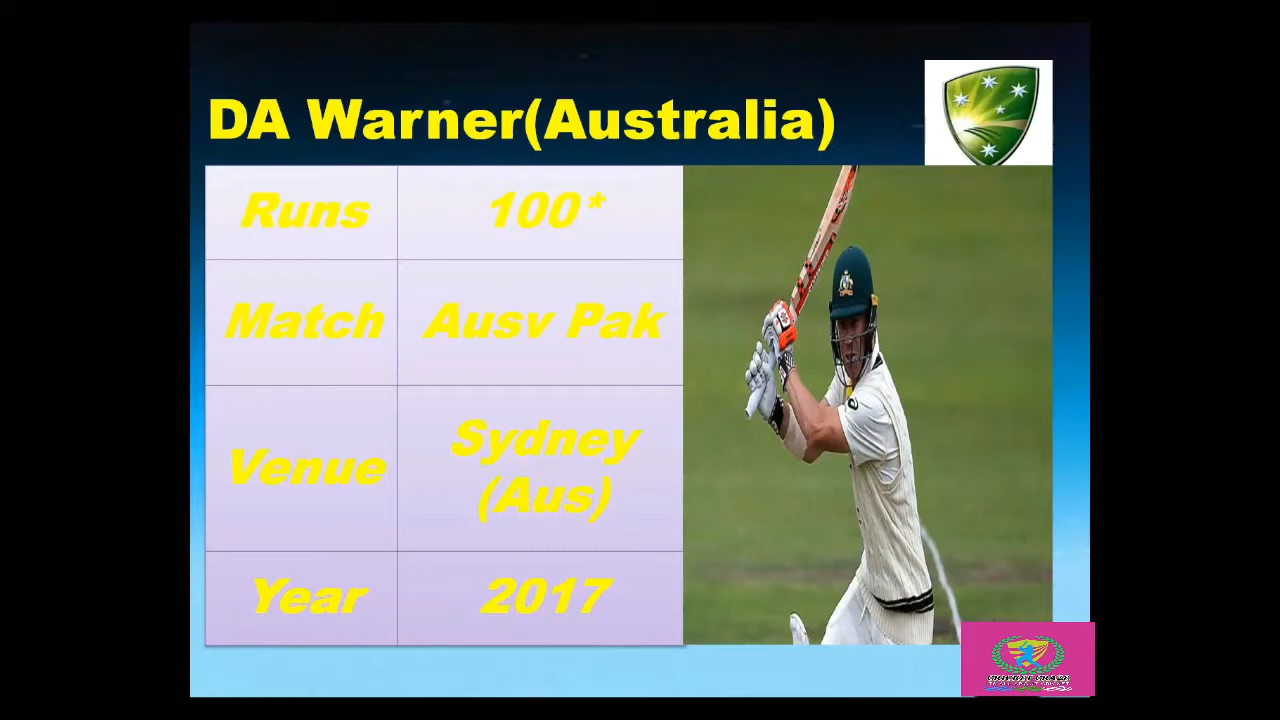 DA Warner(Australia)
Runs 100*
Match Ausv Pak
Venue Sydney
(Aus)
Year 2017